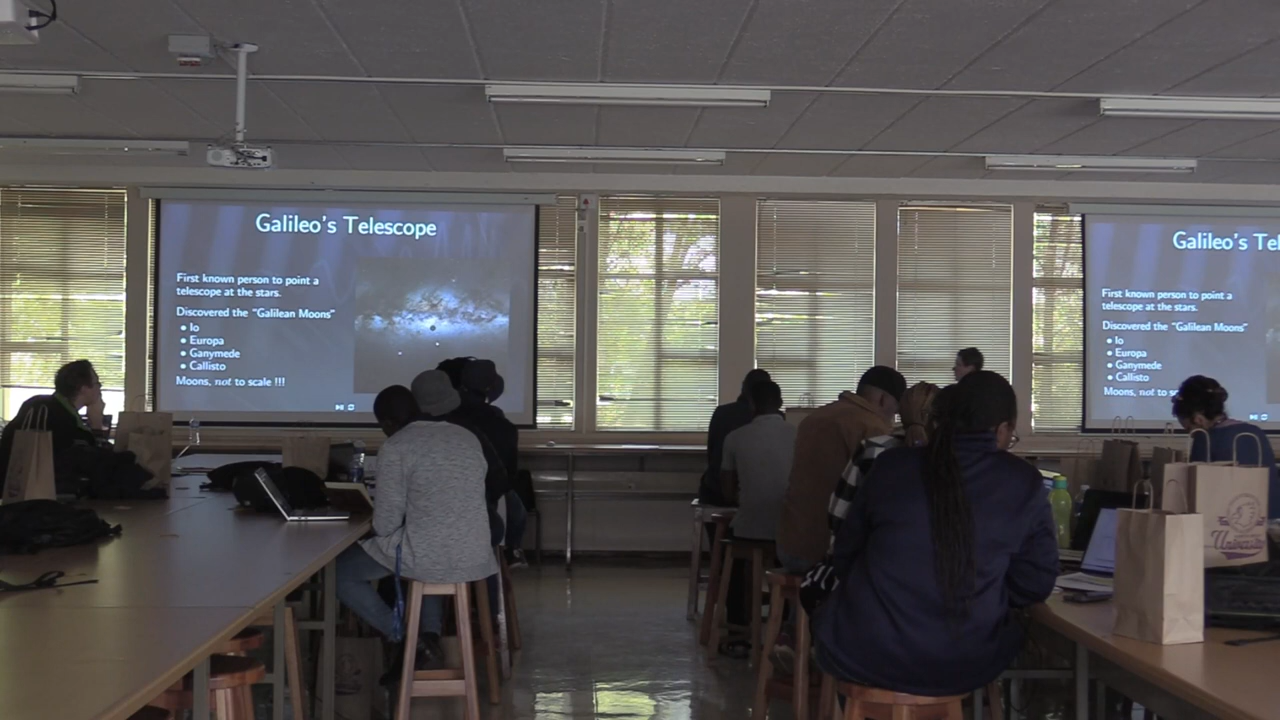 Galileo's Telescope
First known person to point a
telescope at the stars.
Discovered the "Galilean Moons"
Io
Europa
Ganymede
Callisto
Moons, not to scale !!!
Galileo's Tel
First known person to point a
telescope at the stars.
Discovered the "Galilean Moons"
Io
Europa
Ganymede
Callisto
Moons, not to sc
University